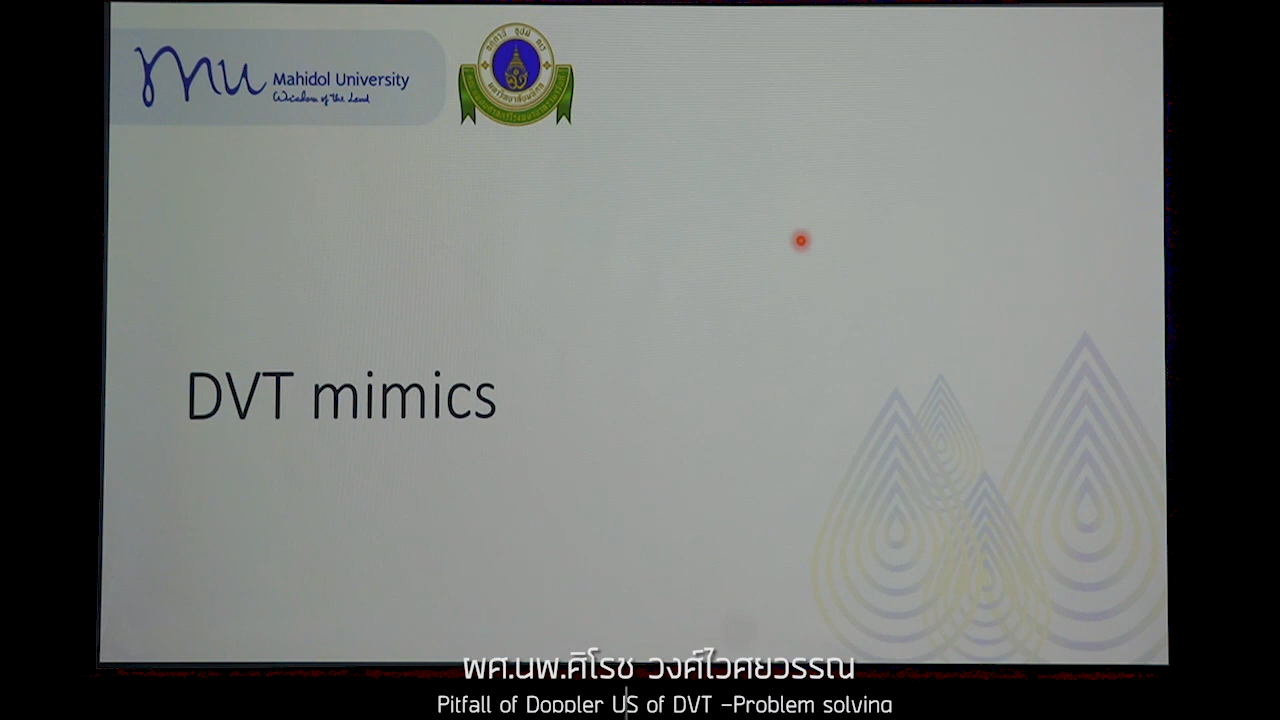 mu
Mahidol University
Wisdom of the Land
DVT mimics
ผศ.นพ.ศิโรช วงศ์ไวศยวรรณ
Pitfall of Doppler US of DVT -Problem solving